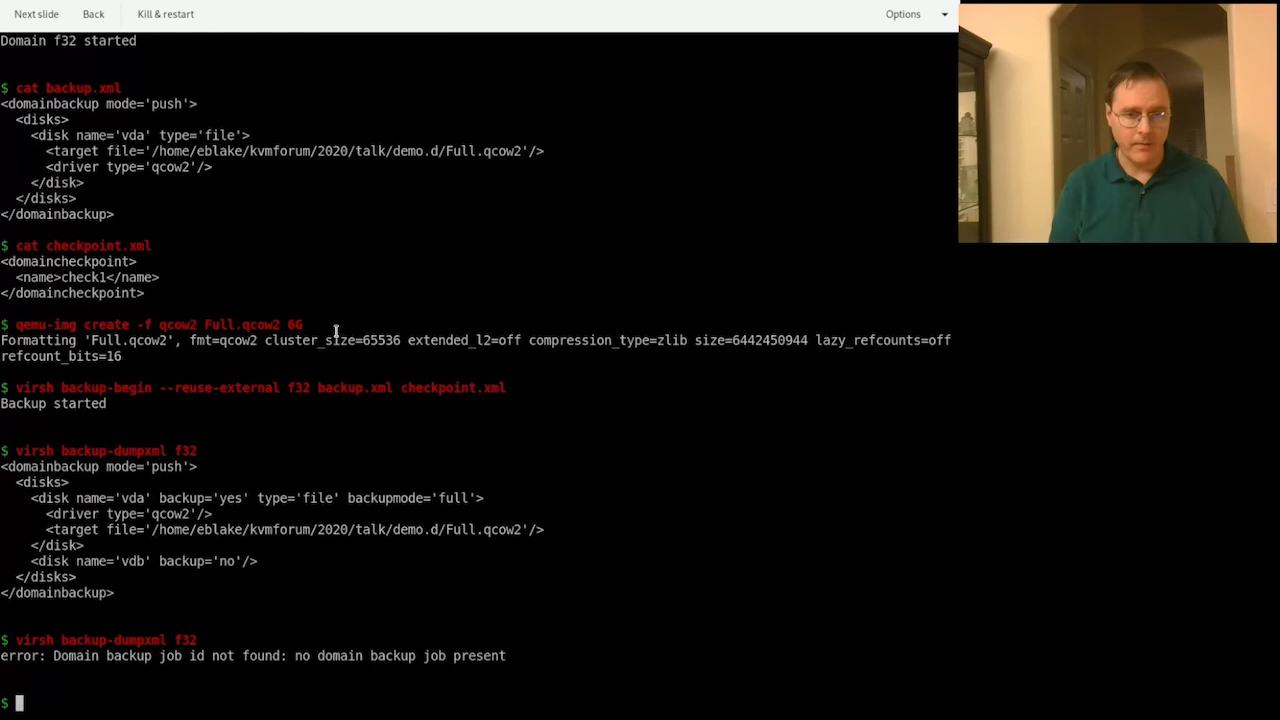 Next slide Back Kill & restart Options
Domain f32 started
$ cat backup.xml
<domainbackup mode='push'>
  <disks>
    <disk name='vda' type='file'>
      <target file='/home/eblake/kvmforum/2020/talk/demo.d/Full.qcow2'/>
      <driver type='qcow2'/>
    </disk>
  </disks>
</domainbackup>
$ cat checkpoint.xml
<domaincheckpoint>
  <name>check1</name>
</domaincheckpoint>
$ qemu-img create -f qcow2 Full.qcow2 6G
Formatting 'Full.qcow2', fmt=qcow2 cluster_size=65536 extended_l2=off compression_type=zlib size=6442450944 lazy_refcounts=off
refcount_bits=16
$ virsh backup-begin --reuse-external f32 backup.xml checkpoint.xml
Backup started
$ virsh backup-dumpxml f32
<domainbackup mode='push'>
  <disks>
    <disk name='vda' backup='yes' type='file' backupmode='full'>
      <driver type='qcow2'/>
      <target file='/home/eblake/kvmforum/2020/talk/demo.d/Full.qcow2'/>
    </disk>
    <disk name='vdb' backup='no'/>
  </disks>
</domainbackup>
$ virsh backup-dumpxml f32
error: Domain backup job id not found: no domain backup job present
$